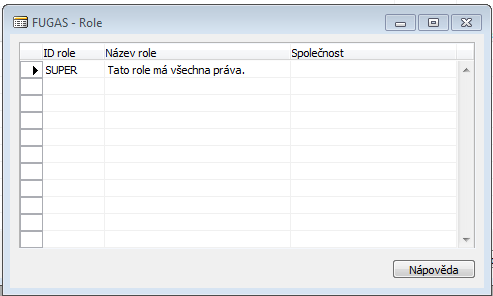 FUGAS - Role
ID role Název role Společnost
SUPER Tato role má všechna práva.
Nápověda